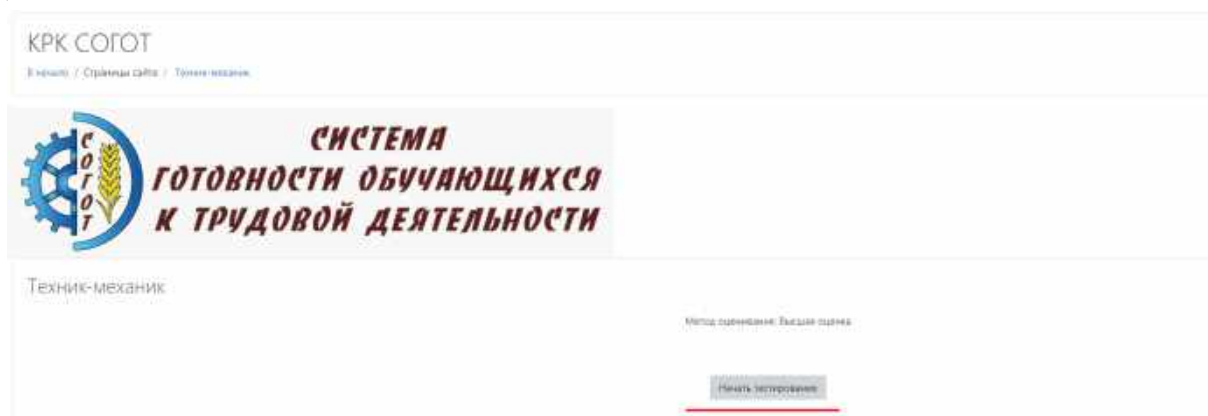 КРК СОГОТ
В начало / Страницы сайта / Техник-механик
СОГОТ
СИСТЕМА
ГОТОВНОСТИ ОБУЧАЮЩИХСЯ
К ТРУДОВОЙ ДЕЯТЕЛЬНОСТИ
Техник-механик
Метод оценивания: Высшая оценка
Начать тестирование